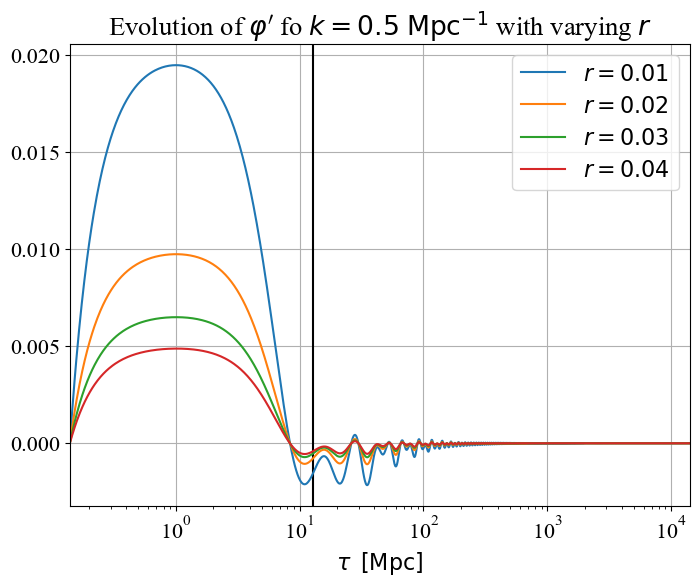 Evolution of φ′ fo k = 0.5 Mpc⁻¹ with varying r
0.020
0.015
0.010
0.005
0.000
r = 0.01
r = 0.02
r = 0.03
r = 0.04
10⁰ 10¹ 10² 10³ 10⁴
τ [Mpc]